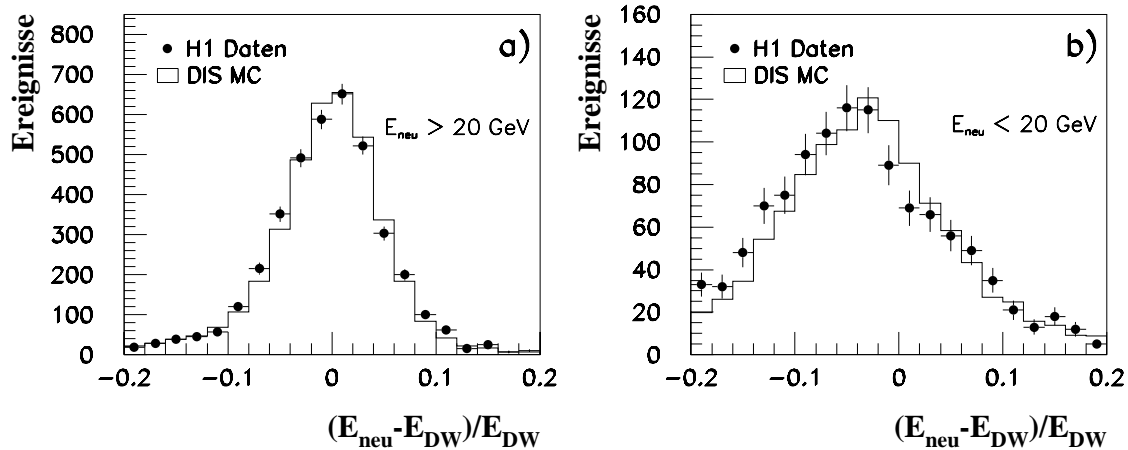 Ereignisse
800
700
600
500
400
300
200
100
0
H1 Daten
DIS MC
a)
E_neu > 20 GeV
-0.2 -0.1 0 0.1 0.2
(E_neu-E_DW)/E_DW
Ereignisse
160
140
120
100
80
60
40
20
0
H1 Daten
DIS MC
b)
E_neu < 20 GeV
-0.2 -0.1 0 0.1 0.2
(E_neu-E_DW)/E_DW